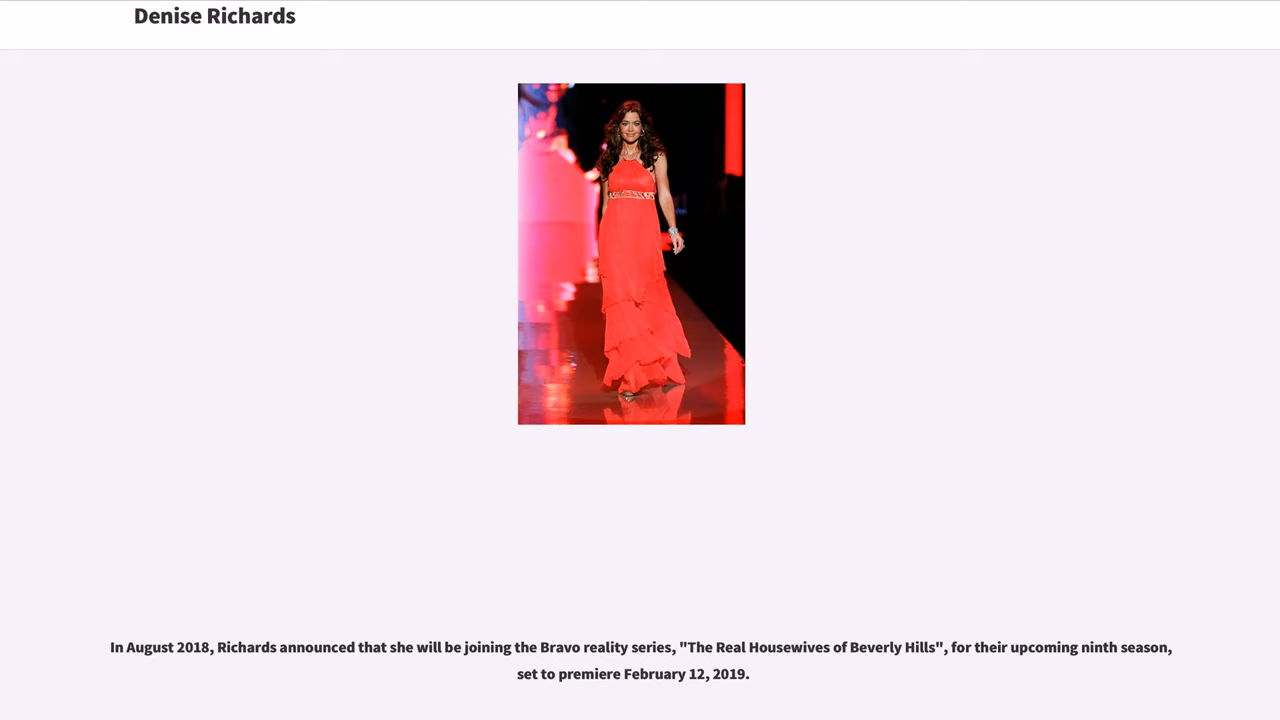 Denise Richards
In August 2018, Richards announced that she will be joining the Bravo reality series, "The Real Housewives of Beverly Hills", for their upcoming ninth season,
set to premiere February 12, 2019.